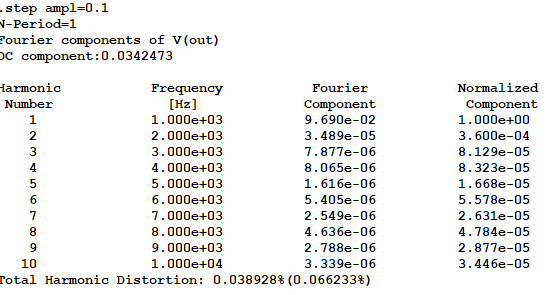 .step ampl=0.1
N-Period=1
Fourier components of V(out)
DC component:0.0342473
Harmonic Frequency Fourier Normalized
Number [Hz] Component Component
1 1.000e+03 9.690e-02 1.000e+00
2 2.000e+03 3.489e-05 3.600e-04
3 3.000e+03 7.877e-06 8.129e-05
4 4.000e+03 8.065e-06 8.323e-05
5 5.000e+03 1.616e-06 1.668e-05
6 6.000e+03 5.405e-06 5.578e-05
7 7.000e+03 2.549e-06 2.631e-05
8 8.000e+03 4.636e-06 4.784e-05
9 9.000e+03 2.788e-06 2.877e-05
10 1.000e+04 3.339e-06 3.446e-05
Total Harmonic Distortion: 0.038928%(0.066233%)